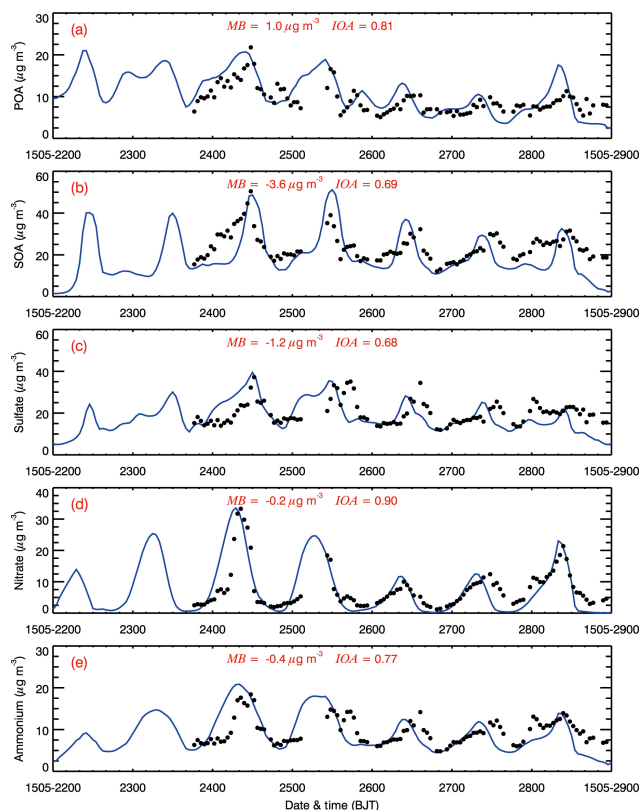 (a)
MB = 1.0 μg m⁻³ IOA = 0.81
POA (μg m⁻³)
30
20
10
0
1505-2200 2300 2400 2500 2600 2700 2800 1505-2900
(b)
MB = -3.6 μg m⁻³ IOA = 0.69
SOA (μg m⁻³)
60
40
20
0
1505-2200 2300 2400 2500 2600 2700 2800 1505-2900
(c)
MB = -1.2 μg m⁻³ IOA = 0.68
Sulfate (μg m⁻³)
60
40
20
0
1505-2200 2300 2400 2500 2600 2700 2800 1505-2900
(d)
MB = -0.2 μg m⁻³ IOA = 0.90
Nitrate (μg m⁻³)
40
30
20
10
0
1505-2200 2300 2400 2500 2600 2700 2800 1505-2900
(e)
MB = -0.4 μg m⁻³ IOA = 0.77
Ammonium (μg m⁻³)
30
20
10
0
1505-2200 2300 2400 2500 2600 2700 2800 1505-2900
Date & time (BJT)